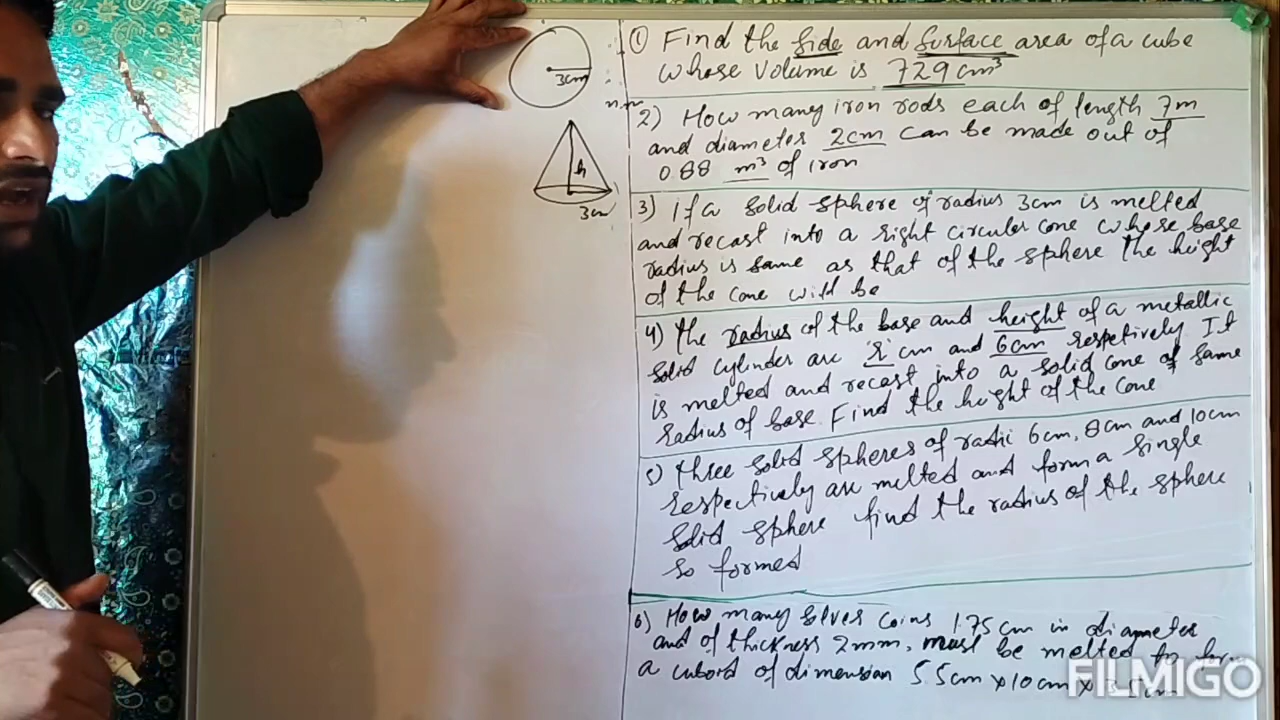 3cm
h
3cm
① Find the side and surface area of a cube
whose volume is 729 cm³
2) How many iron rods each of length 7m
and diameter 2cm can be made out of
0.88 m³ of iron
3) If a solid sphere of radius 3cm is melted
and recast into a right circular cone whose base
radius is same as that of the sphere the height
of the cone will be
4) the radius of the base and height of a metallic
solid cylinder are r cm and 6cm respetively It
is melted and recast into a solid cone of same
radius of base Find the height of the cone
5) three solid spheres of radii 6cm, 8cm and 10cm
respectively are melted and form a single
solid sphere find the radius of the sphere
so formed
6) How many silver coins 1.75 cm in diameter
and of thickness 2mm, must be melted to form
a cuboid of dimension 5.5cm × 10cm × 3.5cm
FILMIGO